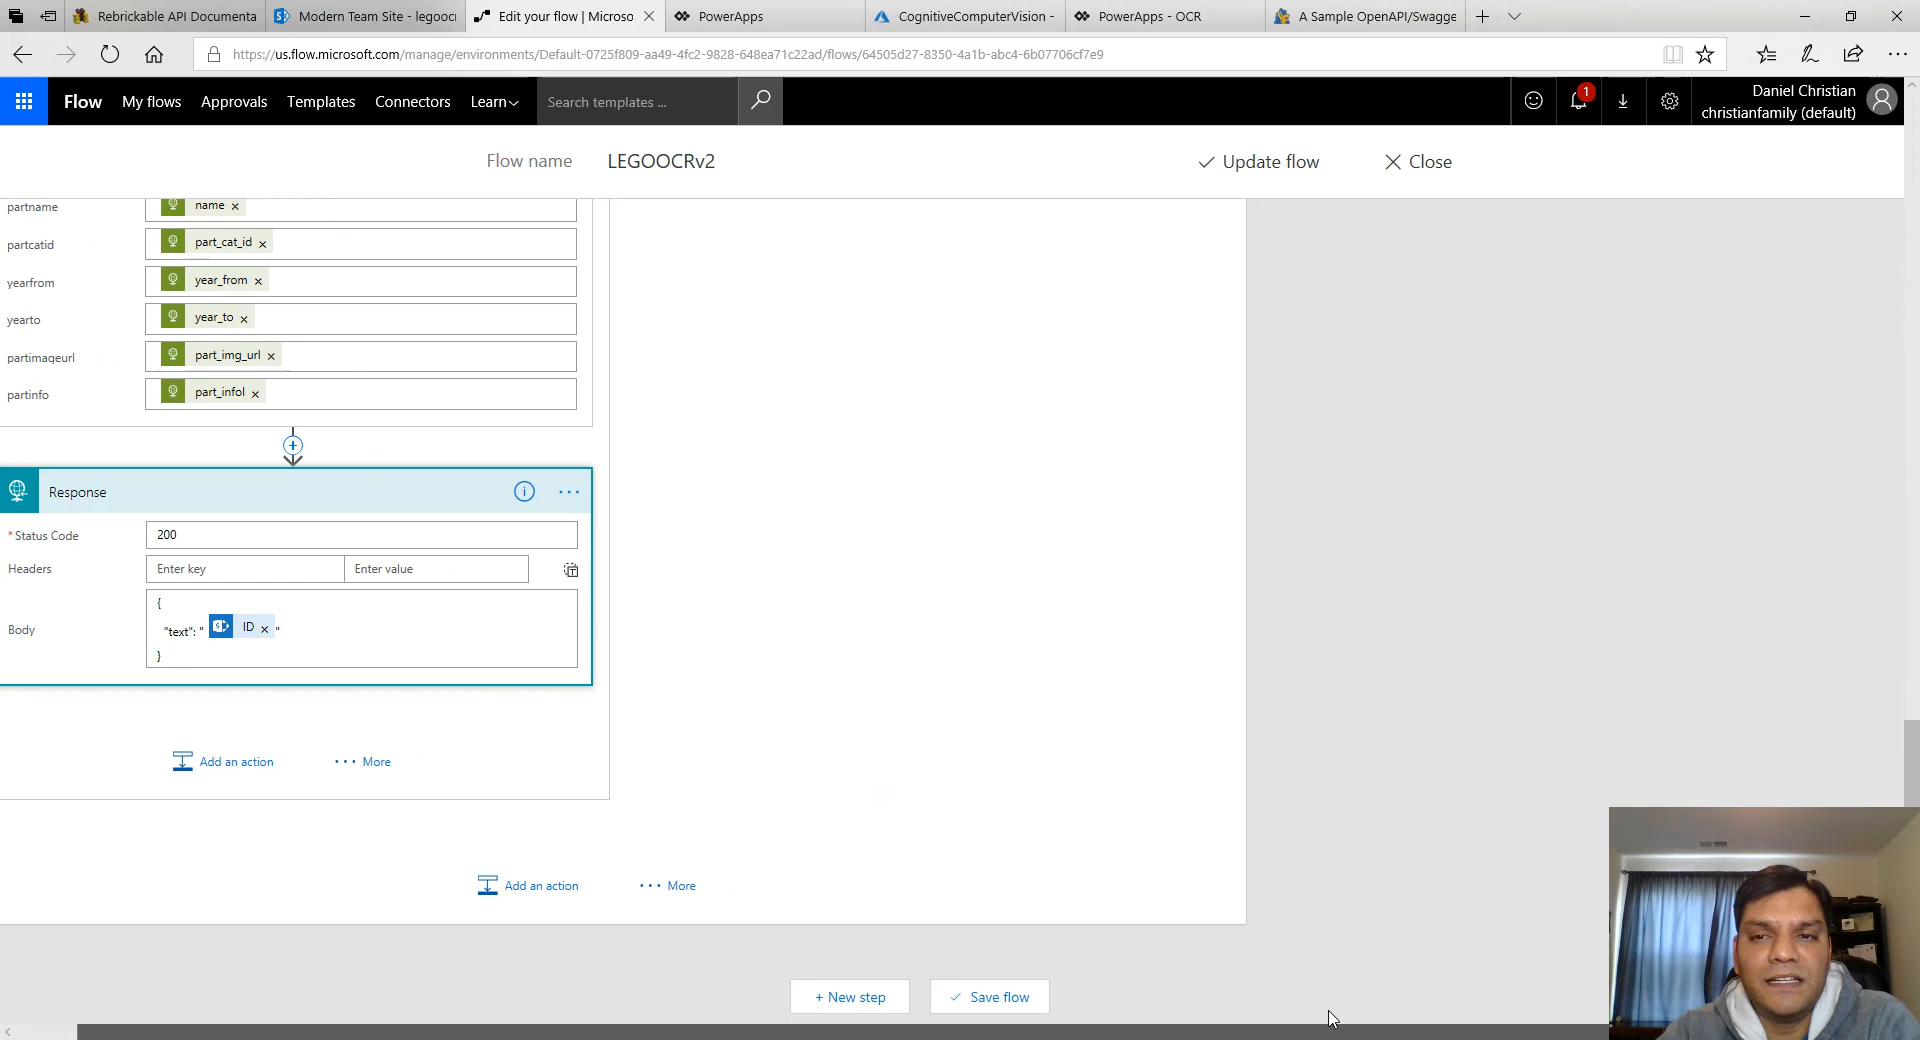 Rebrickable API Documenta
Modern Team Site - legooc
Edit your flow | Microso
PowerApps
CognitiveComputerVision -
PowerApps - OCR
A Sample OpenAPI/Swagge
https://us.flow.microsoft.com/manage/environments/Default-0725f809-aa49-4fc2-9828-648ea71c22ad/flows/64505d27-8350-4a1b-abc4-6b07706cf7e9
Flow My flows Approvals Templates Connectors Learn Search templates ...
1
Daniel Christian
christianfamily (default)
Flow name LEGOOCRv2
Update flow
Close
partname name ×
partcatid part_cat_id ×
yearfrom year_from ×
yearto year_to ×
partimageurl part_img_url ×
partinfo part_infol ×
Response
*Status Code 200
Headers Enter key Enter value
Body
{
"text": " ID × "
}
Add an action ... More
Add an action ... More
+ New step
Save flow